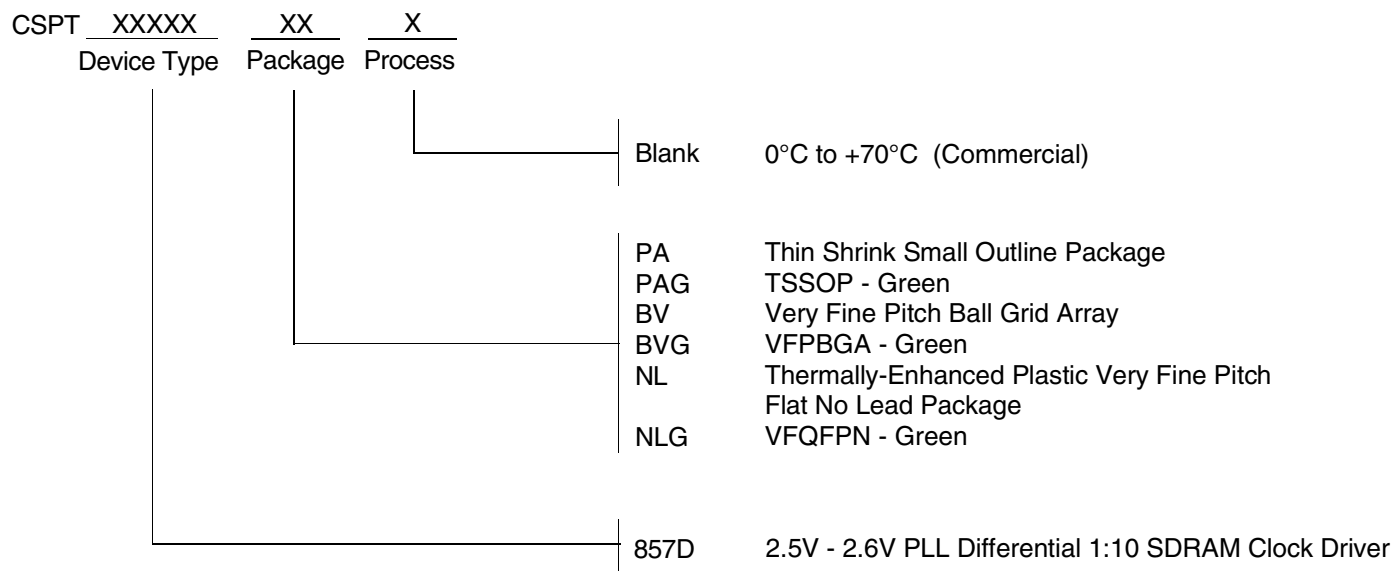 CSPT XXXXX XX X
Device Type Package Process
Blank 0°C to +70°C (Commercial)
PA Thin Shrink Small Outline Package
PAG TSSOP - Green
BV Very Fine Pitch Ball Grid Array
BVG VFPBGA - Green
NL Thermally-Enhanced Plastic Very Fine Pitch
Flat No Lead Package
NLG VFQFPN - Green
857D 2.5V - 2.6V PLL Differential 1:10 SDRAM Clock Driver